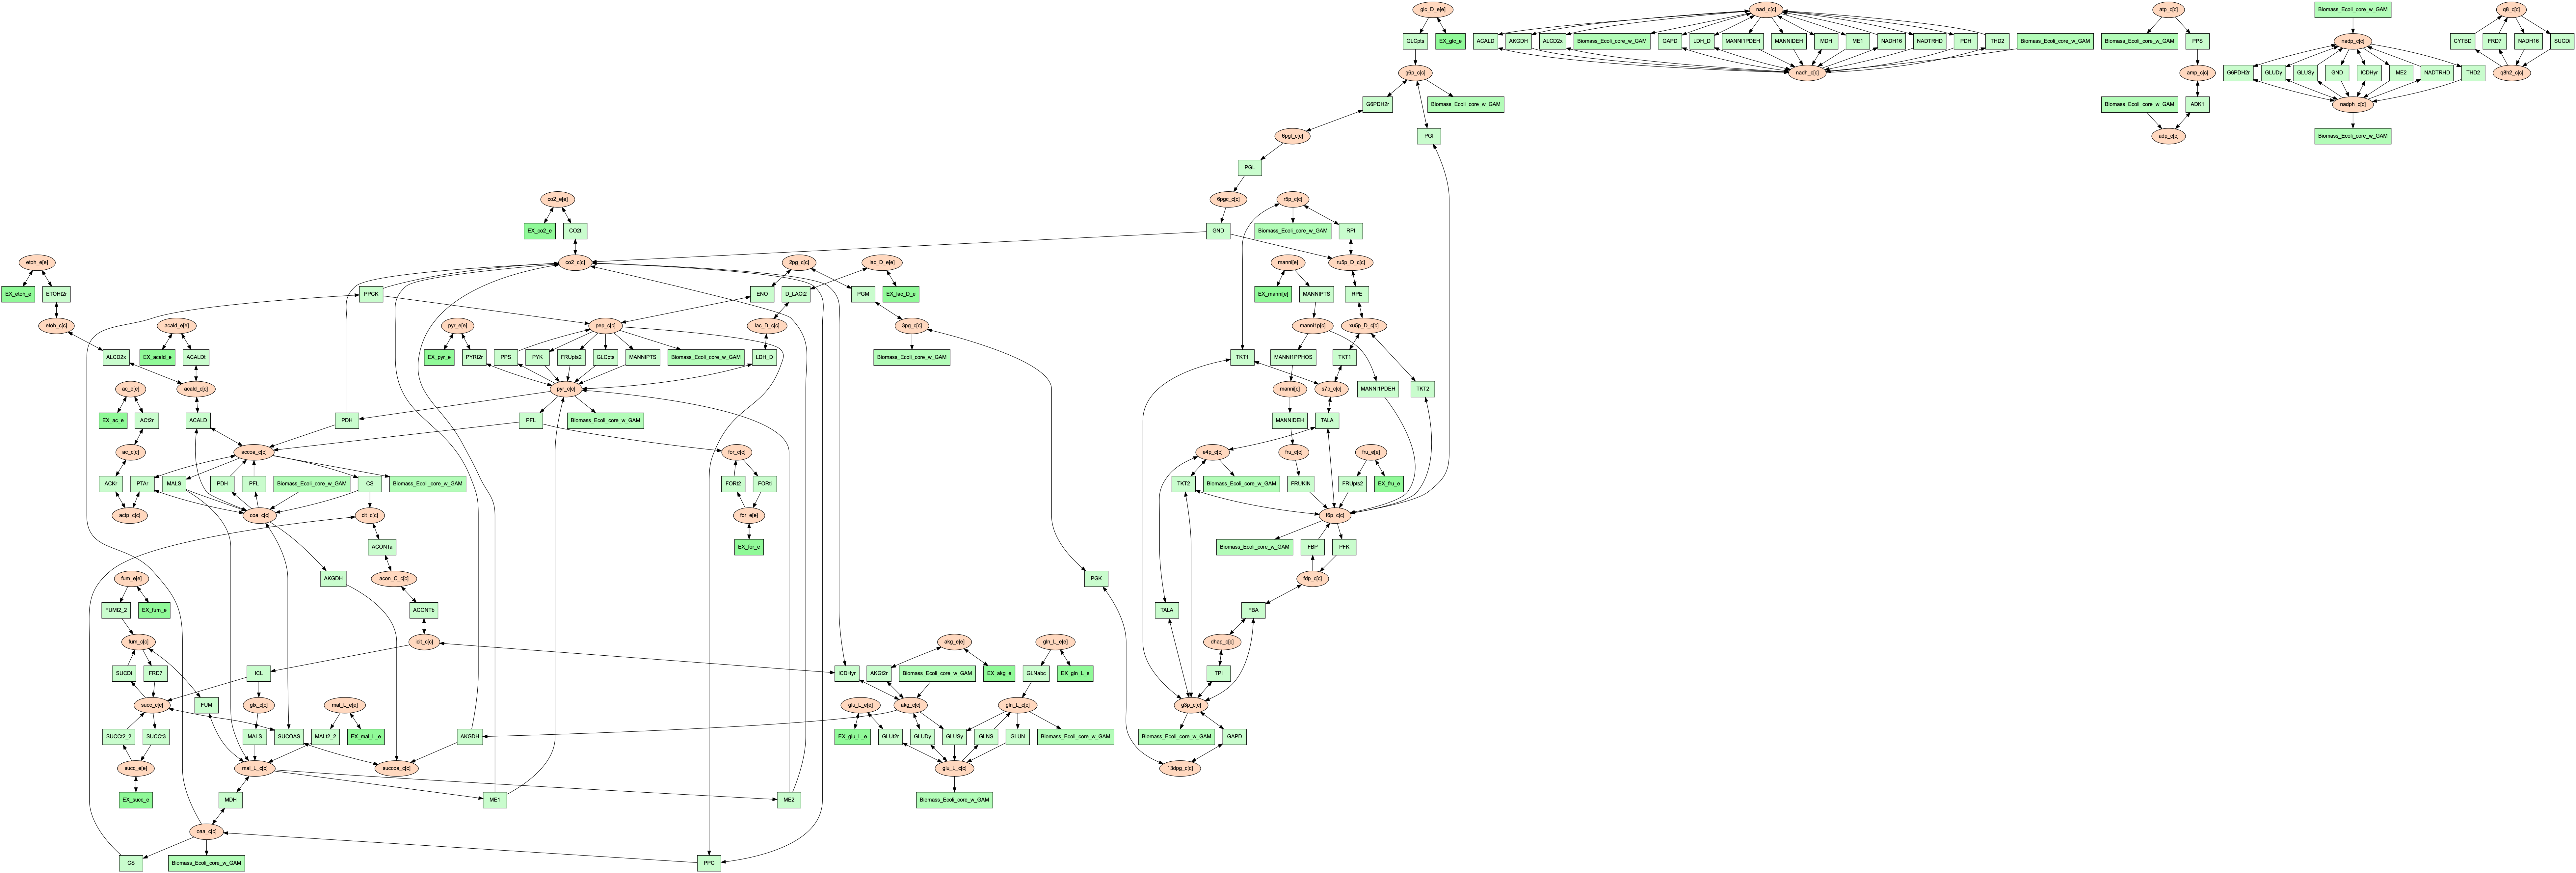 glc_D_e[e]
nad_c[c]
atp_c[c]
Biomass_Ecoli_core_w_GAM
q8_c[c]
GLCpts
EX_glc_e
ACALD
AKGDH
ALCD2x
Biomass_Ecoli_core_w_GAM
GAPD
LDH_D
MANNI1PDEH
MANNIDEH
MDH
ME1
NADH16
NADTRHD
PDH
THD2
Biomass_Ecoli_core_w_GAM
Biomass_Ecoli_core_w_GAM
PPS
nadp_c[c]
CYTBD
FRD7
NADH16
SUCDi
g6p_c[c]
nadh_c[c]
amp_c[c]
G6PDH2r
GLUDy
GLUSy
GND
ICDHyr
ME2
NADTRHD
THD2
q8h2_c[c]
G6PDH2r
Biomass_Ecoli_core_w_GAM
Biomass_Ecoli_core_w_GAM
ADK1
nadph_c[c]
6pgl_c[c]
PGI
adp_c[c]
Biomass_Ecoli_core_w_GAM
PGL
co2_e[e]
6pgc_c[c]
r5p_c[c]
EX_co2_e
CO2t
GND
Biomass_Ecoli_core_w_GAM
RPI
etoh_e[e]
co2_c[c]
2pg_c[c]
lac_D_e[e]
manni[e]
ru5p_D_c[c]
EX_etoh_e
ETOHt2r
PPCK
ENO
D_LACt2
PGM
EX_lac_D_e
EX_manni[e]
MANNIPTS
RPE
etoh_c[c]
acald_e[e]
pyr_e[e]
pep_c[c]
lac_D_c[c]
3pg_c[c]
manni1p[c]
xu5p_D_c[c]
ALCD2x
EX_acald_e
ACALDt
EX_pyr_e
PYRt2r
PPS
PYK
FRUpts2
GLCpts
MANNIPTS
Biomass_Ecoli_core_w_GAM
LDH_D
Biomass_Ecoli_core_w_GAM
TKT1
MANNI1PPHOS
TKT1
ac_e[e]
acald_c[c]
pyr_c[c]
manni[c]
s7p_c[c]
MANNI1PDEH
TKT2
EX_ac_e
ACt2r
ACALD
PDH
PFL
Biomass_Ecoli_core_w_GAM
MANNIDEH
TALA
ac_c[c]
accoa_c[c]
for_c[c]
e4p_c[c]
fru_c[c]
fru_e[e]
ACKr
PTAr
MALS
PDH
PFL
Biomass_Ecoli_core_w_GAM
CS
Biomass_Ecoli_core_w_GAM
FORt2
FORti
TKT2
Biomass_Ecoli_core_w_GAM
FRUKIN
FRUpts2
EX_fru_e
actp_c[c]
coa_c[c]
cit_c[c]
for_e[e]
f6p_c[c]
ACONTa
EX_for_e
Biomass_Ecoli_core_w_GAM
FBP
PFK
fum_e[e]
AKGDH
acon_C_c[c]
PGK
fdp_c[c]
FUMt2_2
EX_fum_e
ACONTb
TALA
FBA
fum_c[c]
icit_c[c]
akg_e[e]
gln_L_e[e]
dhap_c[c]
SUCDi
FRD7
ICL
ICDHyr
AKGt2r
Biomass_Ecoli_core_w_GAM
EX_akg_e
GLNabc
EX_gln_L_e
TPI
succ_c[c]
FUM
glx_c[c]
mal_L_e[e]
glu_L_e[e]
akg_c[c]
gln_L_c[c]
g3p_c[c]
SUCCt2_2
SUCCt3
MALS
SUCOAS
MALt2_2
EX_mal_L_e
AKGDH
EX_glu_L_e
GLUt2r
GLUDy
GLUSy
GLNS
GLUN
Biomass_Ecoli_core_w_GAM
Biomass_Ecoli_core_w_GAM
GAPD
succ_e[e]
mal_L_c[c]
succoa_c[c]
glu_L_c[c]
13dpg_c[c]
EX_succ_e
MDH
ME1
ME2
Biomass_Ecoli_core_w_GAM
oaa_c[c]
CS
Biomass_Ecoli_core_w_GAM
PPC